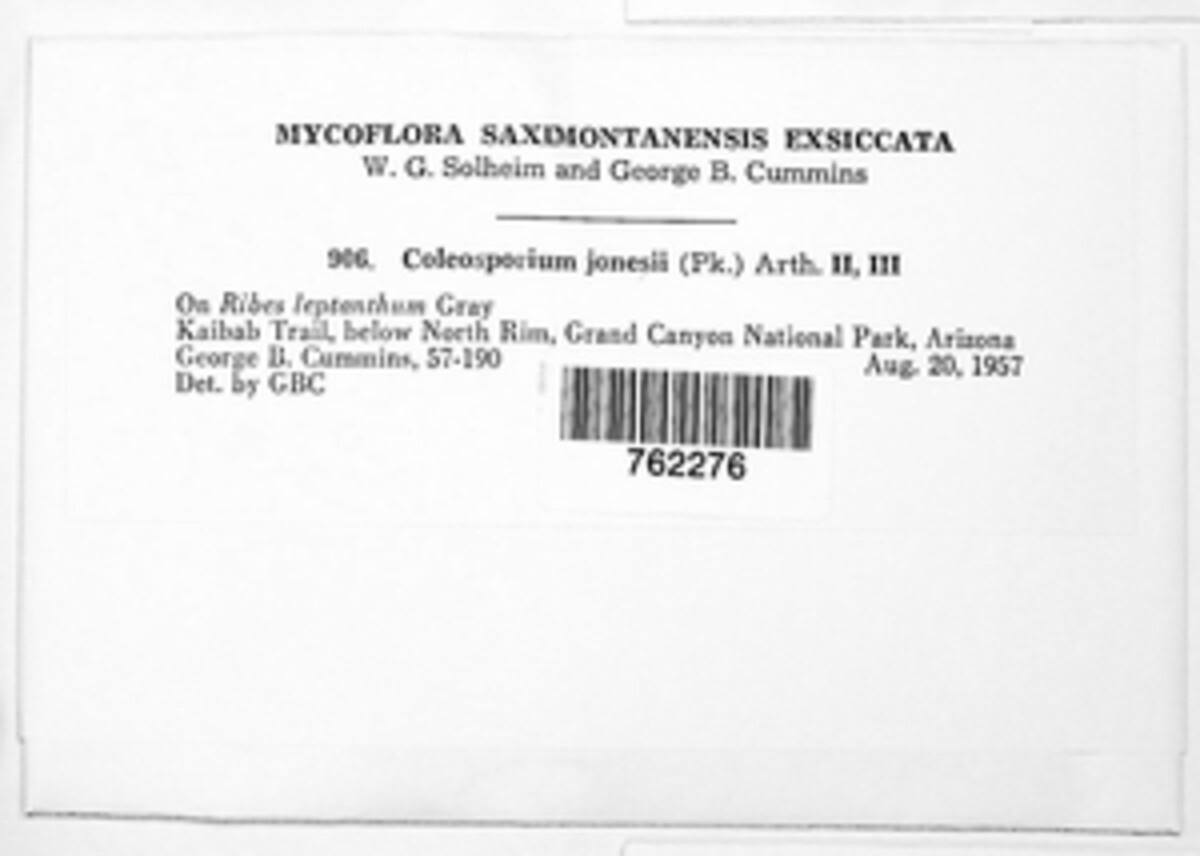 MYCOFLORA SAXIMONTANENSIS EXSICCATA
W. G. Solheim and George B. Cummins
906. Coleosporium jonesii (Pk.) Arth. II, III
On Ribes leptanthum Gray
Kaibab Trail, below North Rim, Grand Canyon National Park, Arizona
George B. Cummins, 57-190 Aug. 20, 1957
Det. by GBC
762276